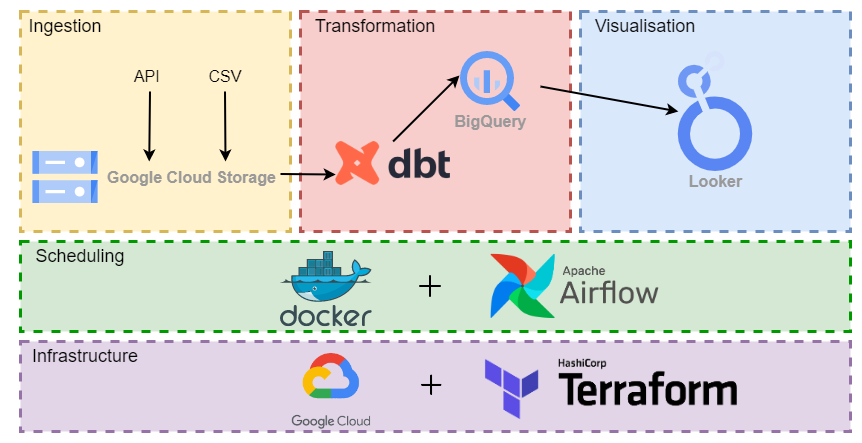 Ingestion
Transformation
Visualisation
API
CSV
BigQuery
dbt
Google Cloud Storage
Looker
Scheduling
docker
+
Apache
Airflow
Infrastructure
Google Cloud
+
HashiCorp
Terraform